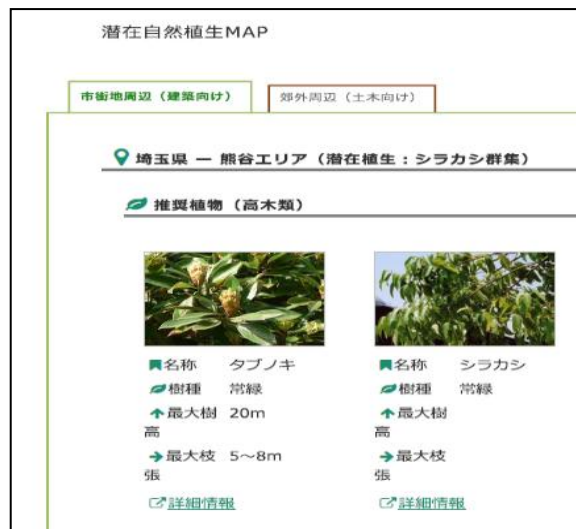 潜在自然植生MAP
市街地周辺（建築向け）
郊外周辺（土木向け）
埼玉県 ー 熊谷エリア（潜在植生：シラカシ群集）
推奨植物（高木類）
名称 タブノキ
樹種 常緑
最大樹高 20m
最大枝張 5～8m
詳細情報
名称 シラカシ
樹種 常緑
最大樹高
最大枝張
詳細情報